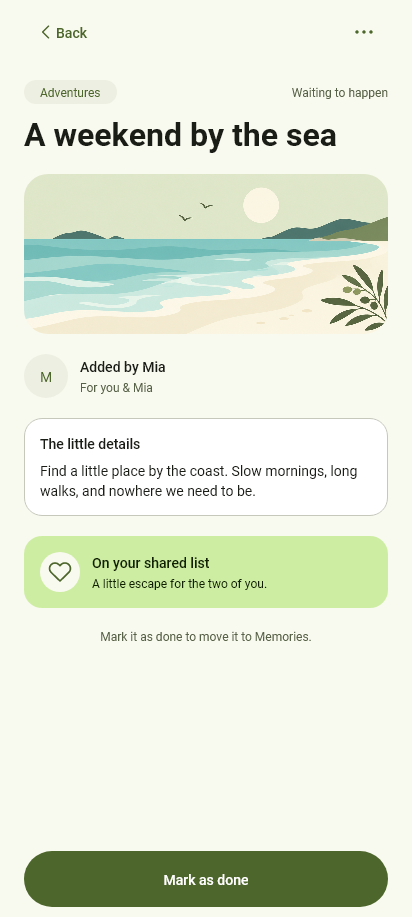 Back
Adventures
Waiting to happen
A weekend by the sea
M
Added by Mia
For you & Mia
The little details
Find a little place by the coast. Slow mornings, long
walks, and nowhere we need to be.
On your shared list
A little escape for the two of you.
Mark it as done to move it to Memories.
Mark as done